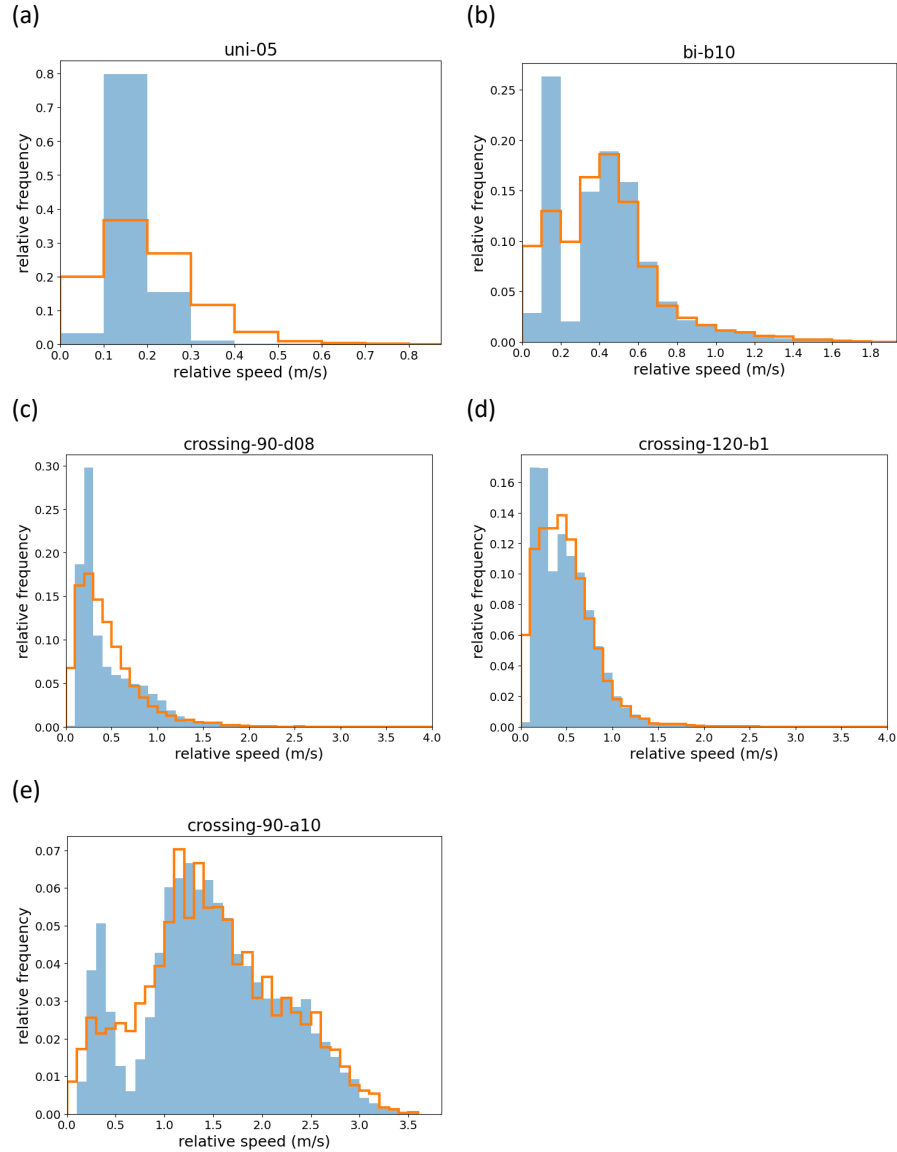 (a)
uni-05
relative frequency
0.8
0.7
0.6
0.5
0.4
0.3
0.2
0.1
0.0
0.0 0.1 0.2 0.3 0.4 0.5 0.6 0.7 0.8
relative speed (m/s)
(b)
bi-b10
relative frequency
0.25
0.20
0.15
0.10
0.05
0.00
0.0 0.2 0.4 0.6 0.8 1.0 1.2 1.4 1.6 1.8
relative speed (m/s)
(c)
crossing-90-d08
relative frequency
0.30
0.25
0.20
0.15
0.10
0.05
0.00
0.0 0.5 1.0 1.5 2.0 2.5 3.0 3.5 4.0
relative speed (m/s)
(d)
crossing-120-b1
relative frequency
0.16
0.14
0.12
0.10
0.08
0.06
0.04
0.02
0.00
0.0 0.5 1.0 1.5 2.0 2.5 3.0 3.5 4.0
relative speed (m/s)
(e)
crossing-90-a10
relative frequency
0.07
0.06
0.05
0.04
0.03
0.02
0.01
0.00
0.0 0.5 1.0 1.5 2.0 2.5 3.0 3.5
relative speed (m/s)